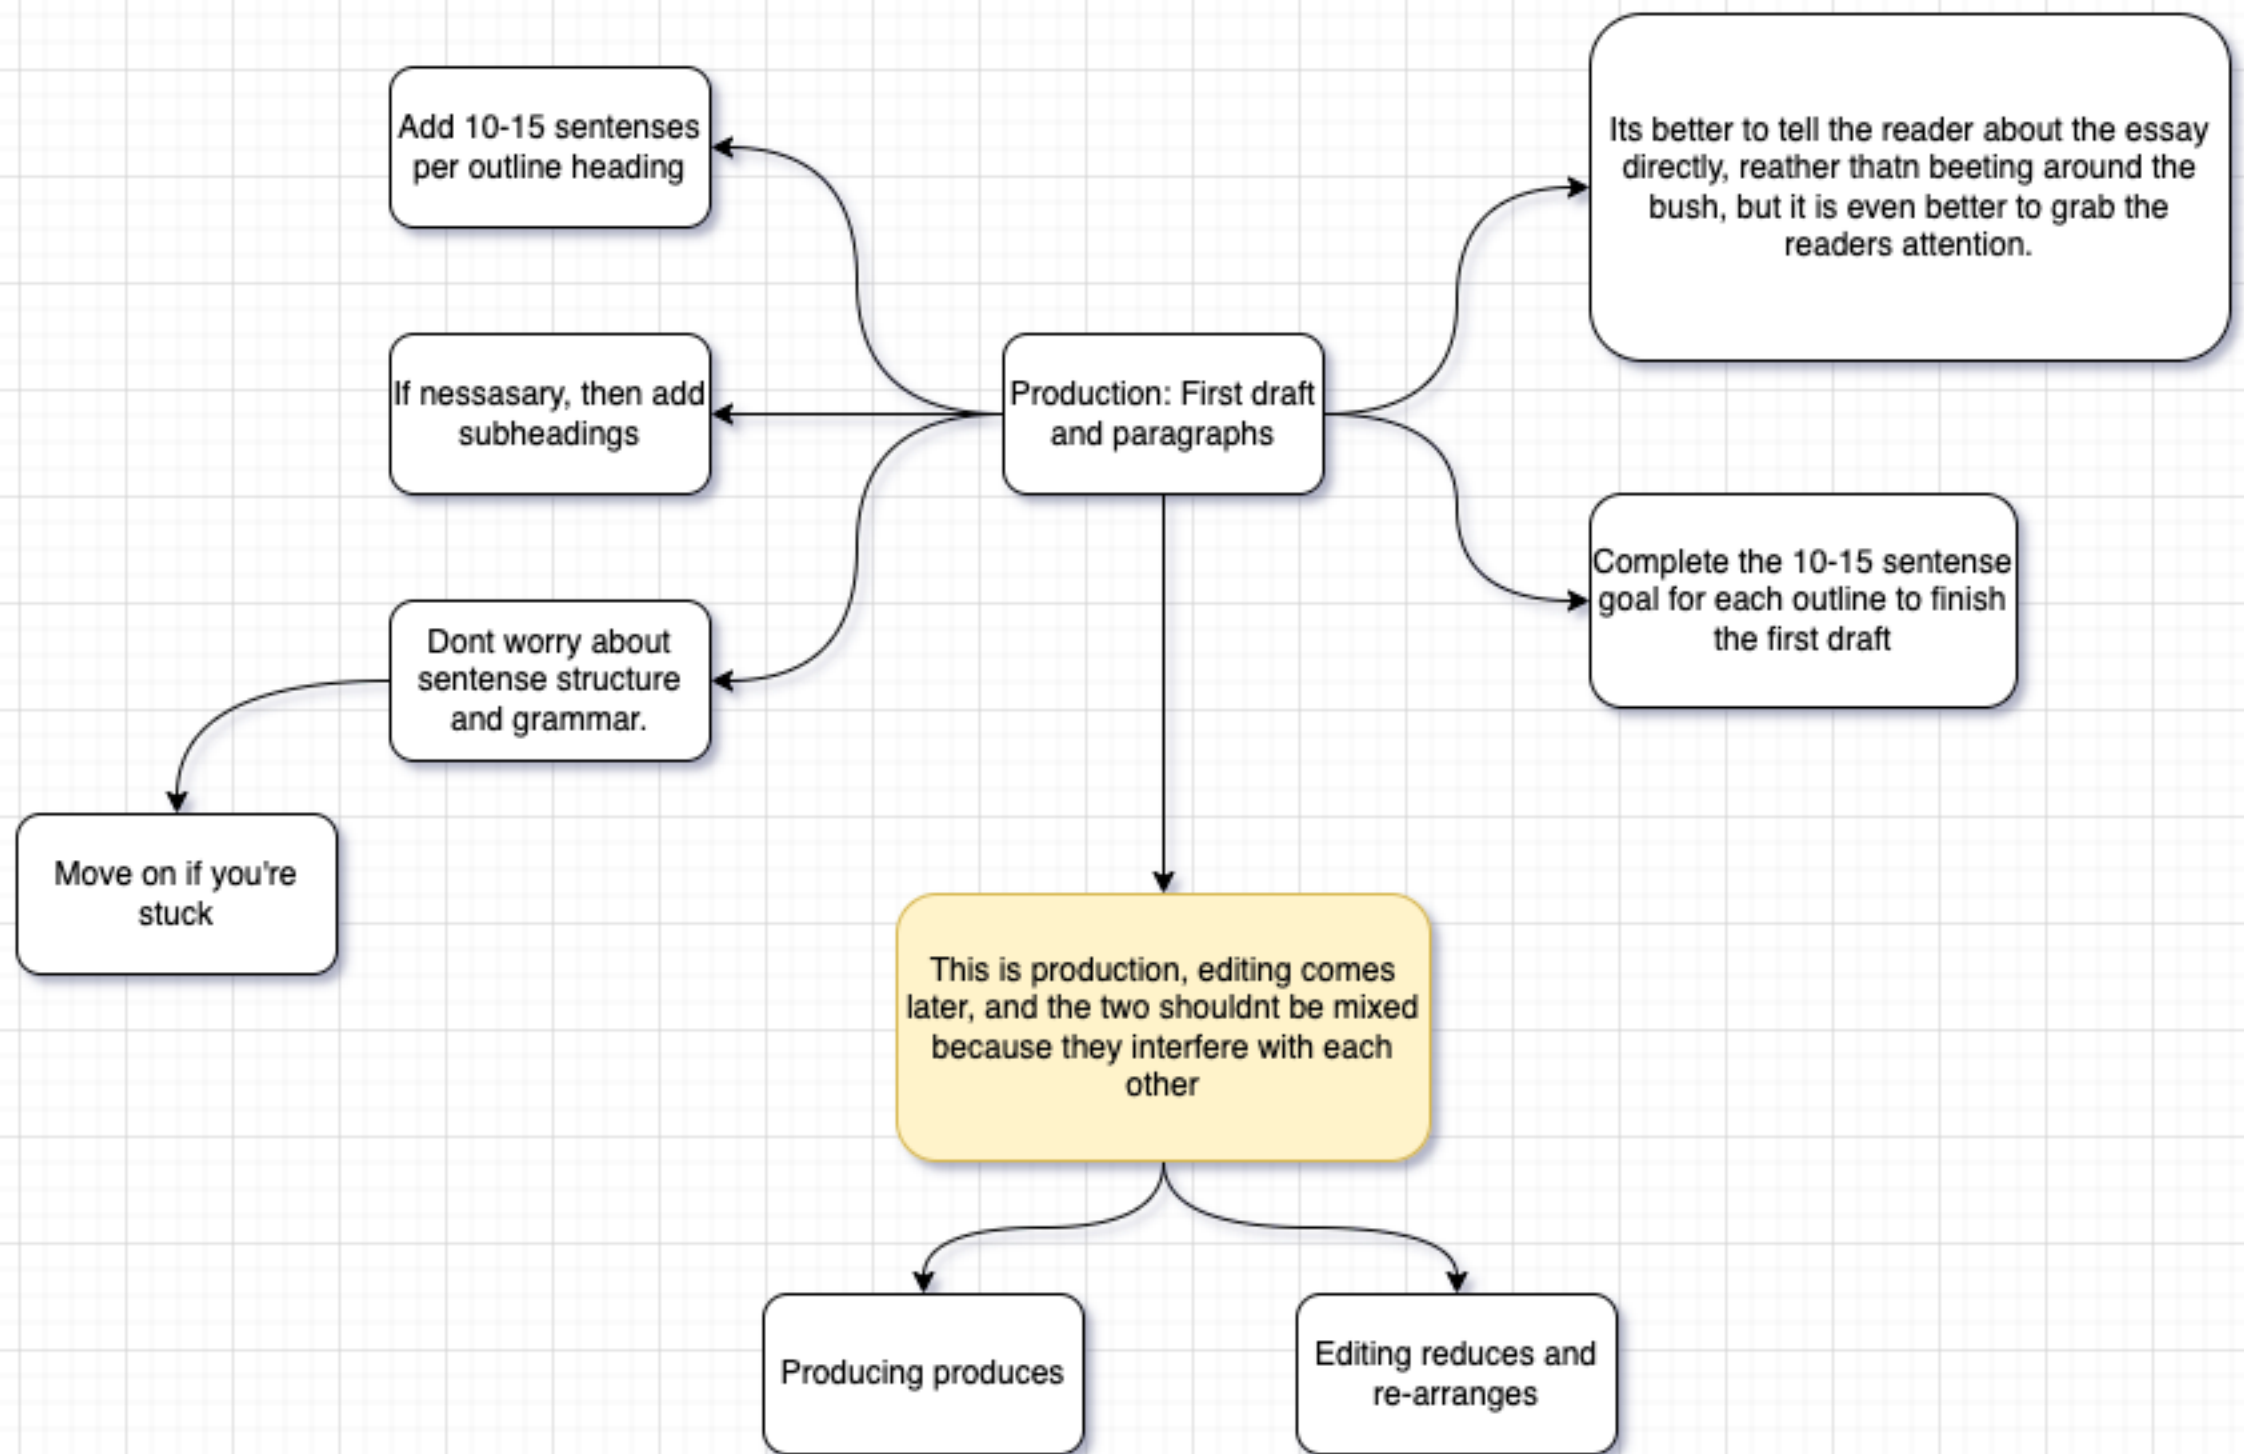 Add 10-15 sentenses
per outline heading
Its better to tell the reader about the essay
directly, reather thatn beeting around the
bush, but it is even better to grab the
readers attention.
If nessasary, then add
subheadings
Production: First draft
and paragraphs
Complete the 10-15 sentense
goal for each outline to finish
the first draft
Dont worry about
sentense structure
and grammar.
Move on if you're
stuck
This is production, editing comes
later, and the two shouldnt be mixed
because they interfere with each
other
Producing produces
Editing reduces and
re-arranges